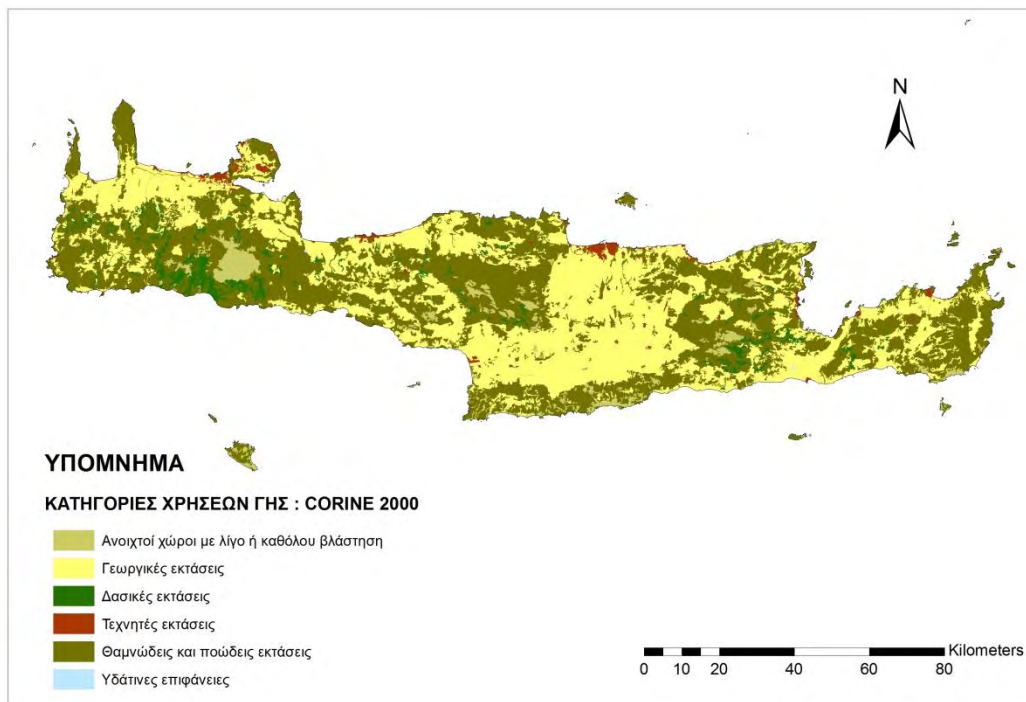 N
ΥΠΟΜΝΗΜΑ
ΚΑΤΗΓΟΡΙΕΣ ΧΡΗΣΕΩΝ ΓΗΣ : CORINE 2000
Ανοιχτοί χώροι με λίγο ή καθόλου βλάστηση
Γεωργικές εκτάσεις
Δασικές εκτάσεις
Τεχνητές εκτάσεις
Θαμνώδεις και ποώδεις εκτάσεις
Υδάτινες επιφάνειες
Kilometers
0 10 20 40 60 80